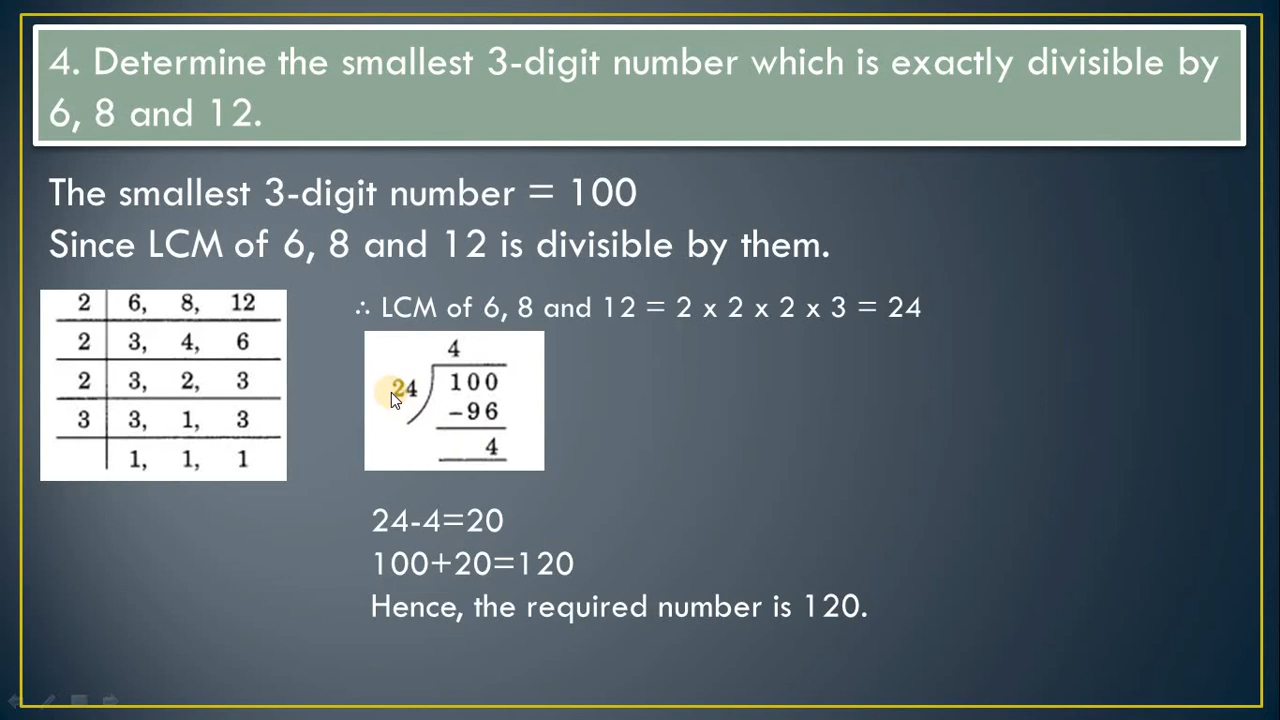 4. Determine the smallest 3-digit number which is exactly divisible by
6, 8 and 12.
The smallest 3-digit number = 100
Since LCM of 6, 8 and 12 is divisible by them.
2 6, 8, 12
2 3, 4, 6
2 3, 2, 3
3 3, 1, 3
1, 1, 1
∴ LCM of 6, 8 and 12 = 2 x 2 x 2 x 3 = 24
4
24 100
-96
4
24-4=20
100+20=120
Hence, the required number is 120.